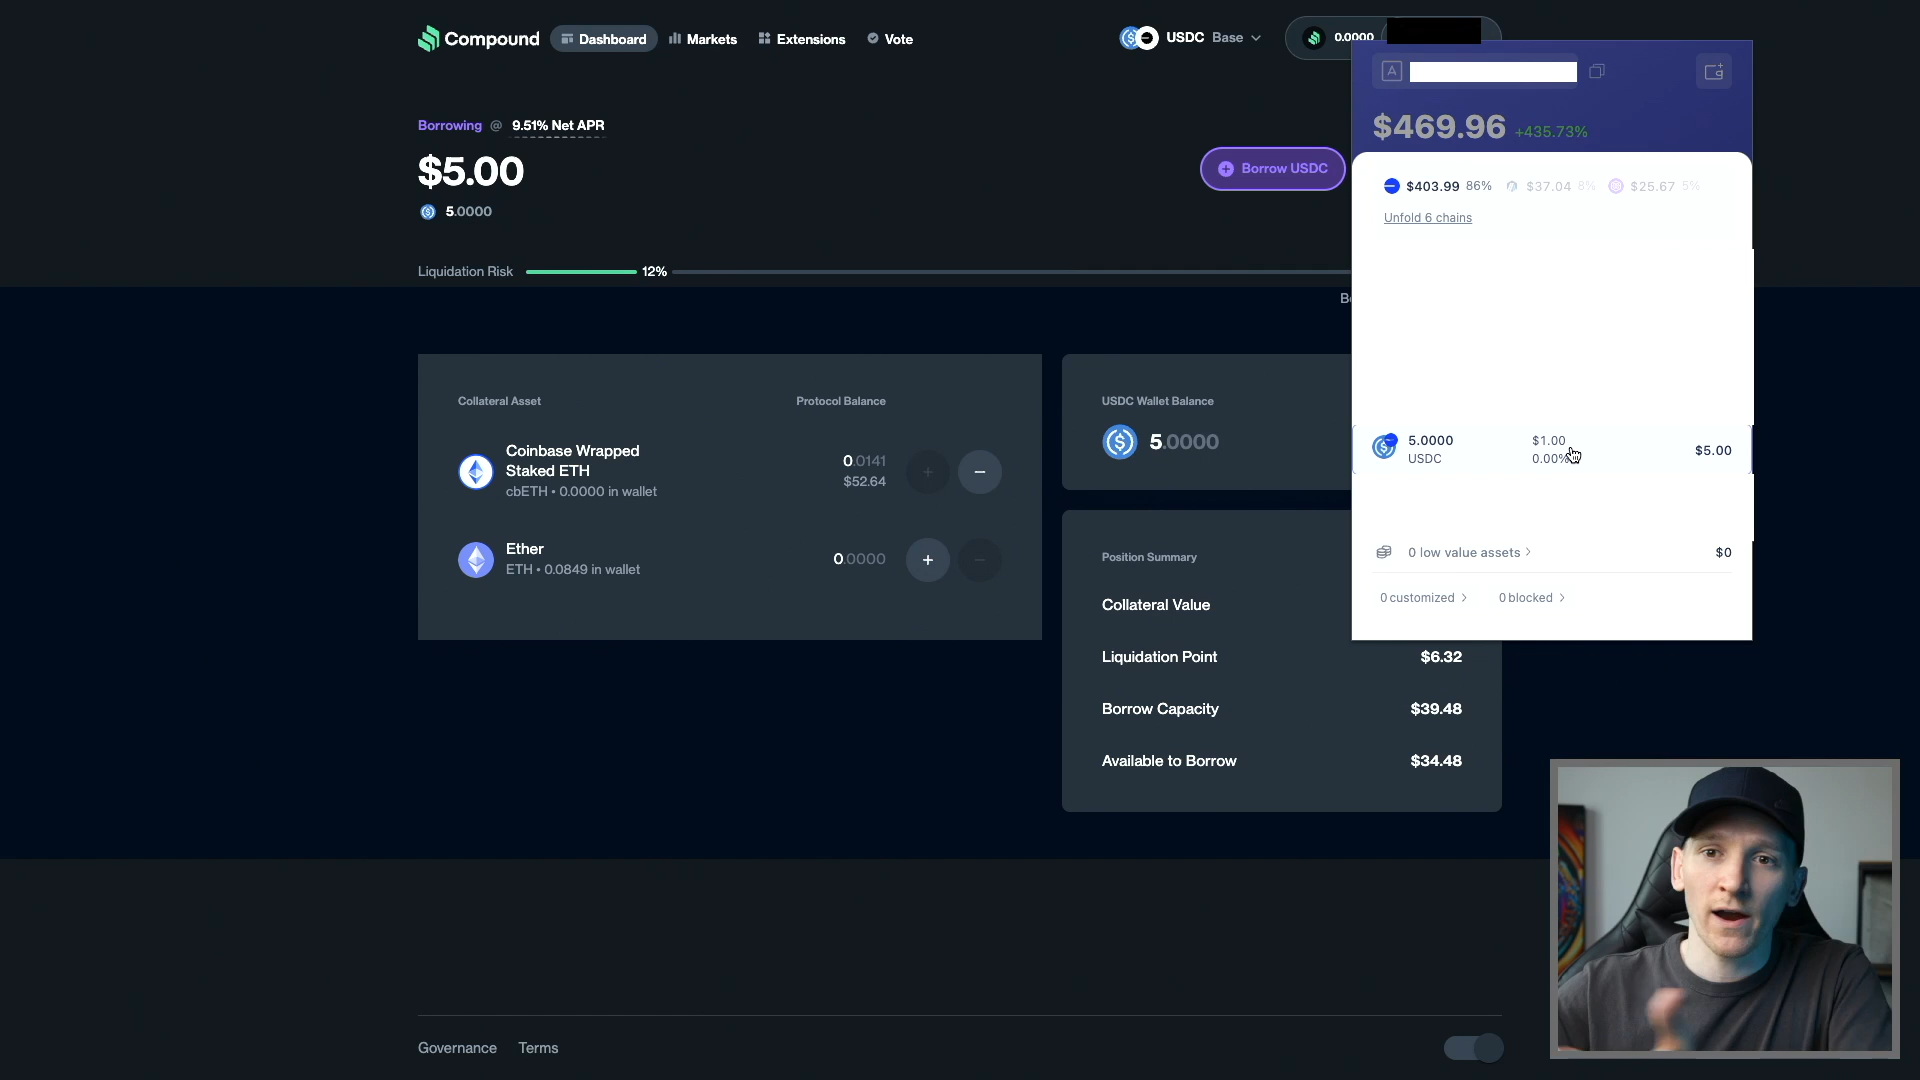 Compound
Dashboard
Markets
Extensions
Vote
USDC Base
0.0000
A
$469.96 +435.73%
Borrowing @ 9.51% Net APR
$5.00
5.0000
Borrow USDC
$403.99 86% $37.04 8% $25.67 5%
Unfold 6 chains
Liquidation Risk 12%
Collateral Asset Protocol Balance
Coinbase Wrapped
Staked ETH
cbETH • 0.0000 in wallet
0.0141
$52.64
Ether
ETH • 0.0849 in wallet
0.0000
USDC Wallet Balance
5.0000
5.0000
USDC
$1.00
0.00%
$5.00
0 low value assets $0
0 customized 0 blocked
Position Summary
Collateral Value
Liquidation Point $6.32
Borrow Capacity $39.48
Available to Borrow $34.48
Governance Terms